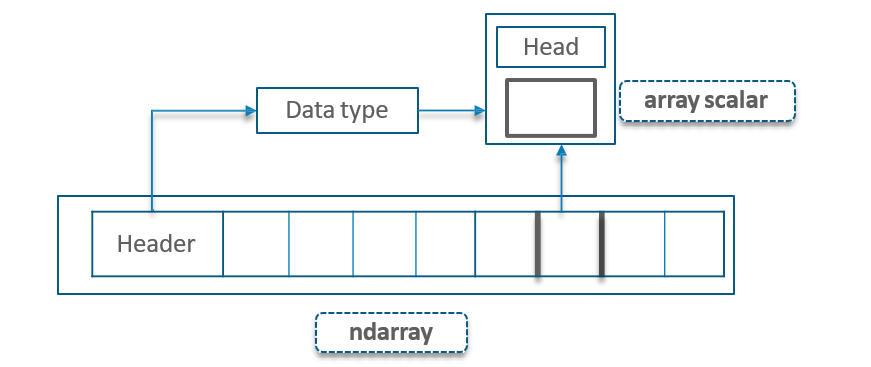 Head
Data type
array scalar
Header
ndarray